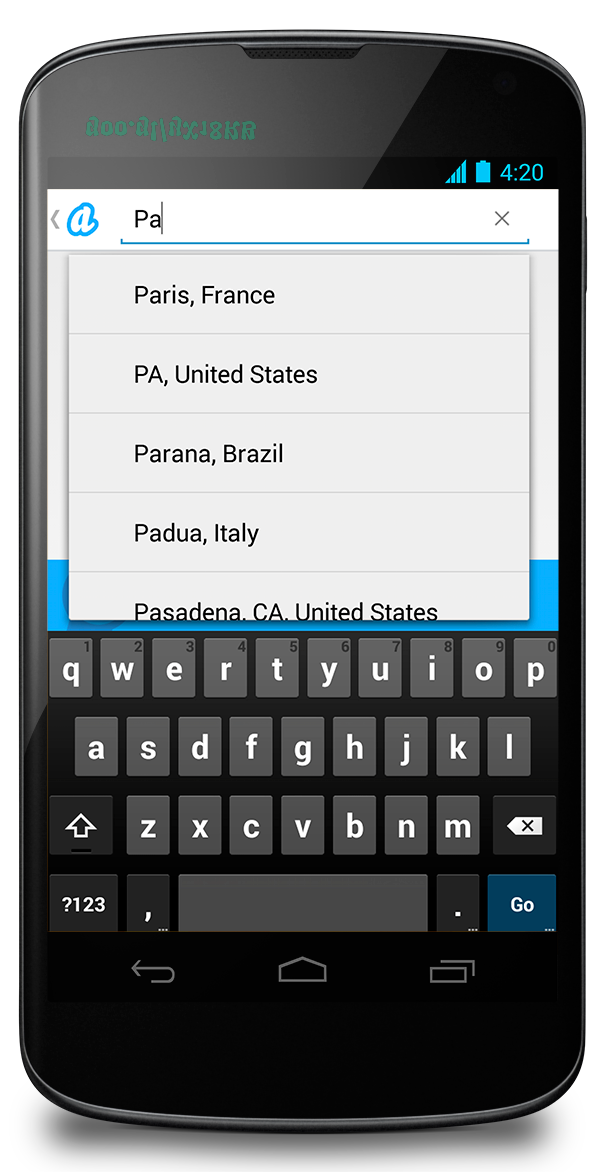 4:20
Pa
Paris, France
PA, United States
Parana, Brazil
Padua, Italy
Pasadena, CA, United States
1 2 3 4 5 6 7 8 9 0
q w e r t y u i o p
a s d f g h j k l
z x c v b n m
?123 , . Go